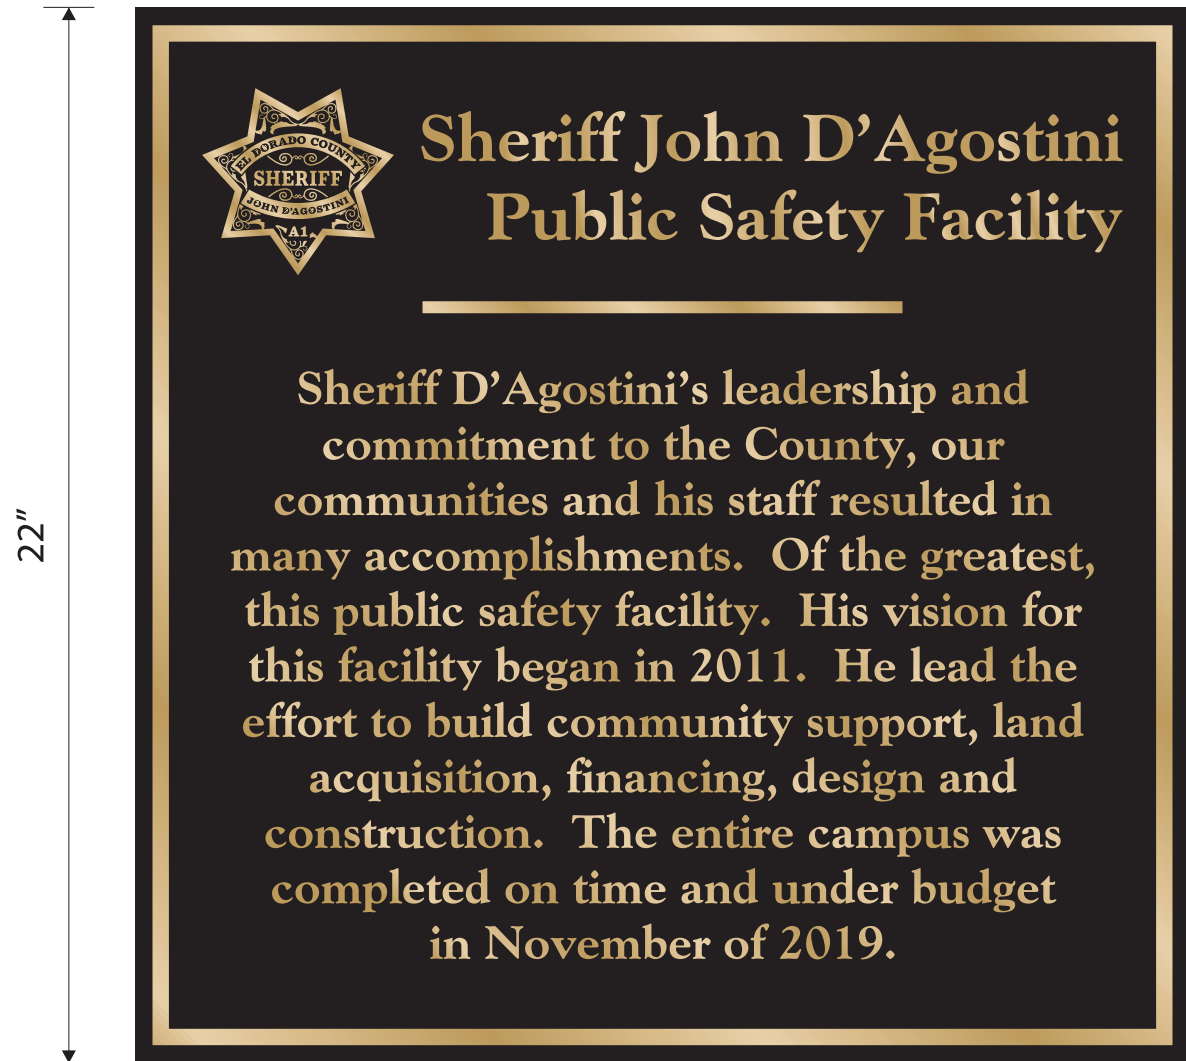 EL DORADO COUNTY
SHERIFF
JOHN D'AGOSTINI
A1
Sheriff John D’Agostini
Public Safety Facility
22”
Sheriff D’Agostini’s leadership and
commitment to the County, our
communities and his staff resulted in
many accomplishments.  Of the greatest,
this public safety facility.  His vision for
this facility began in 2011.  He lead the
effort to build community support, land
acquisition, financing, design and
construction.  The entire campus was
completed on time and under budget
in November of 2019.